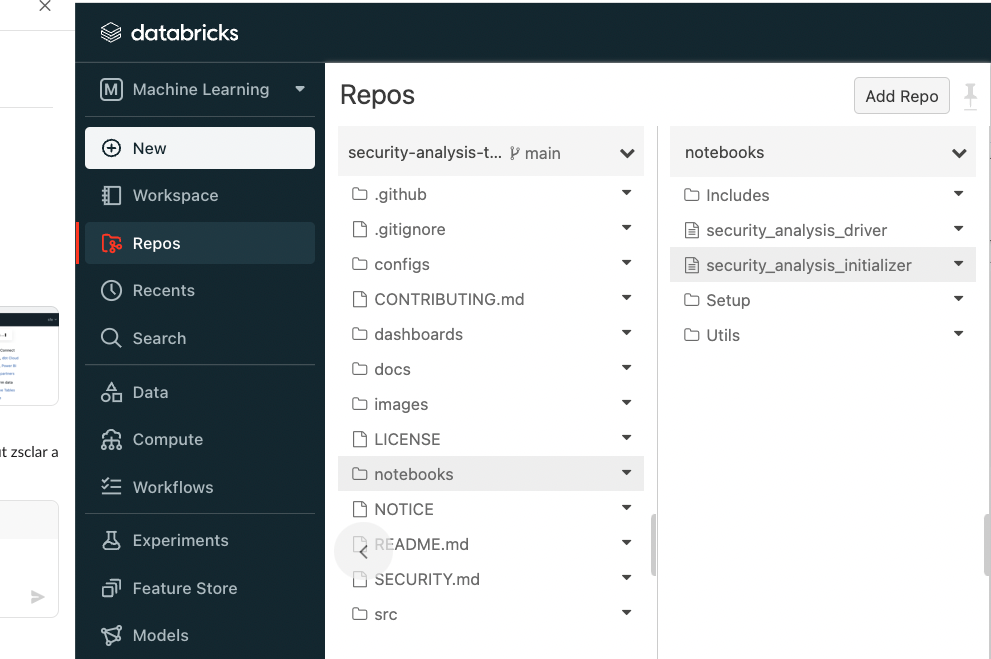 databricks
M Machine Learning
New
Workspace
Repos
Recents
Search
Data
Compute
Workflows
Experiments
Feature Store
Models
Repos
Add Repo
security-analysis-t... main
.github
.gitignore
configs
CONTRIBUTING.md
dashboards
docs
images
LICENSE
notebooks
NOTICE
README.md
SECURITY.md
src
notebooks
Includes
security_analysis_driver
security_analysis_initializer
Setup
Utils
zsclar a